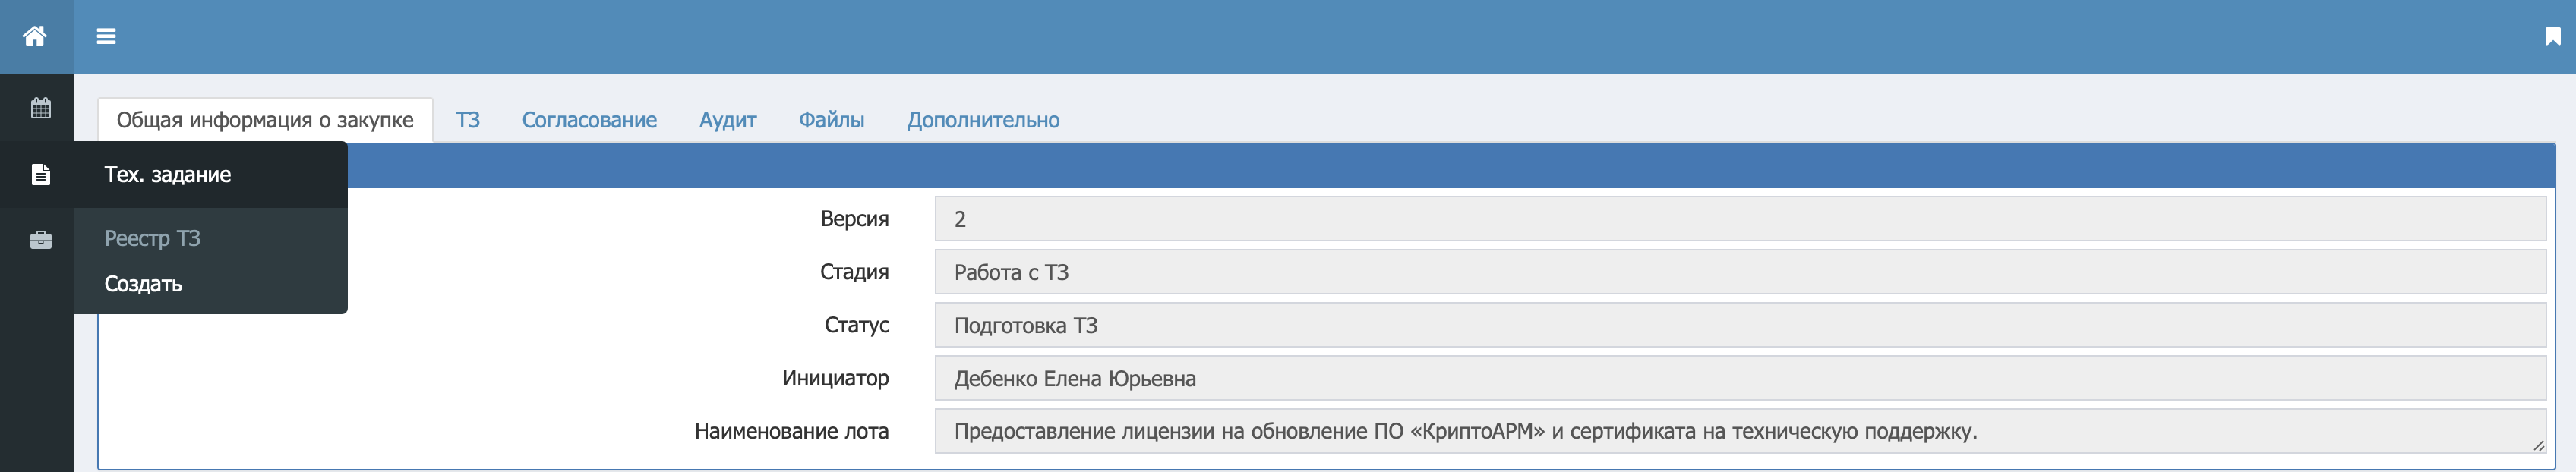 Общая информация о закупке ТЗ Согласование Аудит Файлы Дополнительно
Тех. задание
Реестр ТЗ
Создать
Версия 2
Стадия Работа с ТЗ
Статус Подготовка ТЗ
Инициатор Дебенко Елена Юрьевна
Наименование лота Предоставление лицензии на обновление ПО «КриптоАРМ» и сертификата на техническую поддержку.